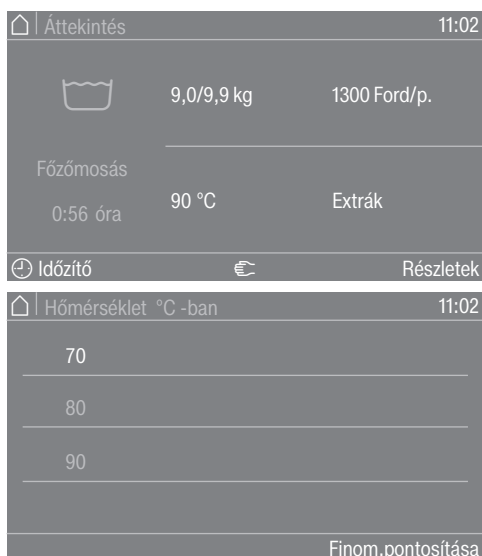 Áttekintés 11:02
9,0/9,9 kg 1300 Ford/p.
Főzőmosás
90 °C Extrák
0:56 óra
Időzítő Részletek
Hőmérséklet °C -ban 11:02
70
80
90
Finom.pontosítása